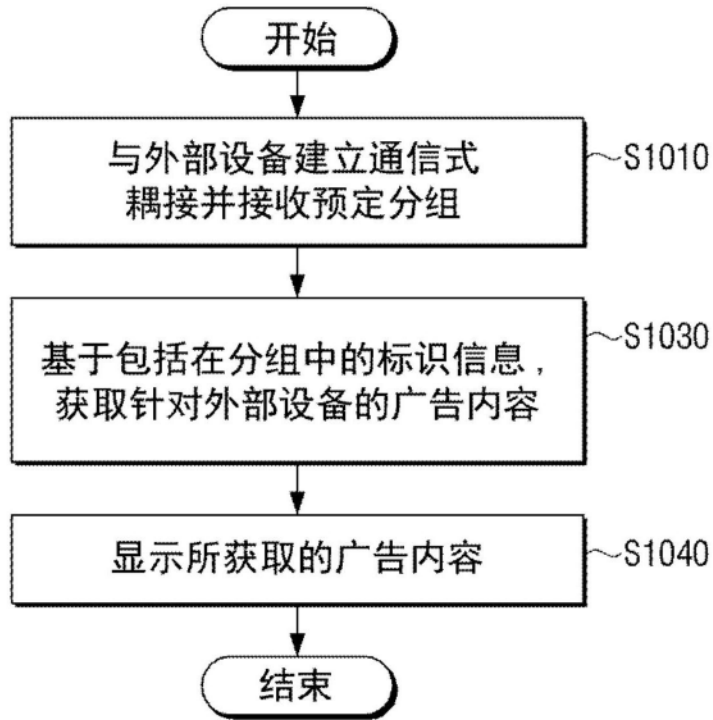 开始
与外部设备建立通信式
耦接并接收预定分组
S1010
基于包括在分组中的标识信息,
获取针对外部设备的广告内容
S1030
显示所获取的广告内容
S1040
结束